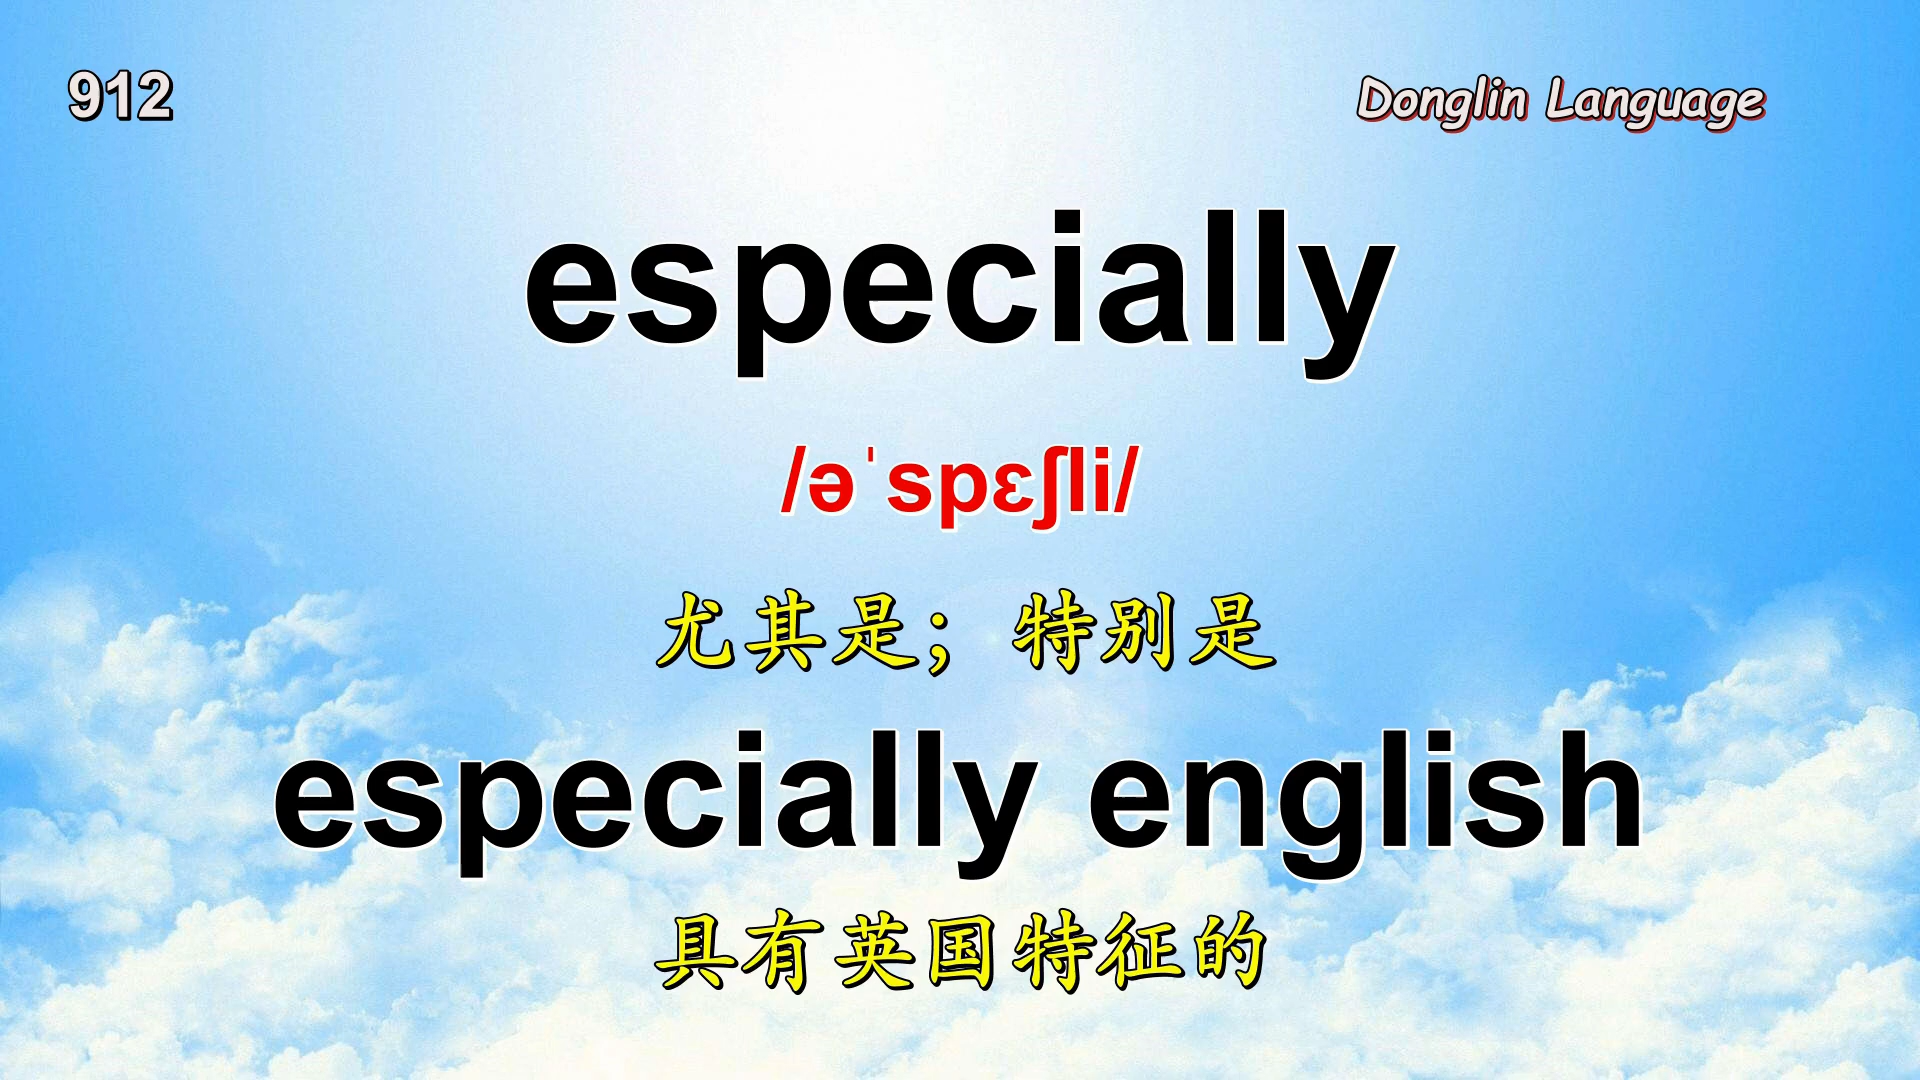 912
Donglin Language
especially
/əˈspɛʃli/
尤其是；特别是
especially english
具有英国特征的